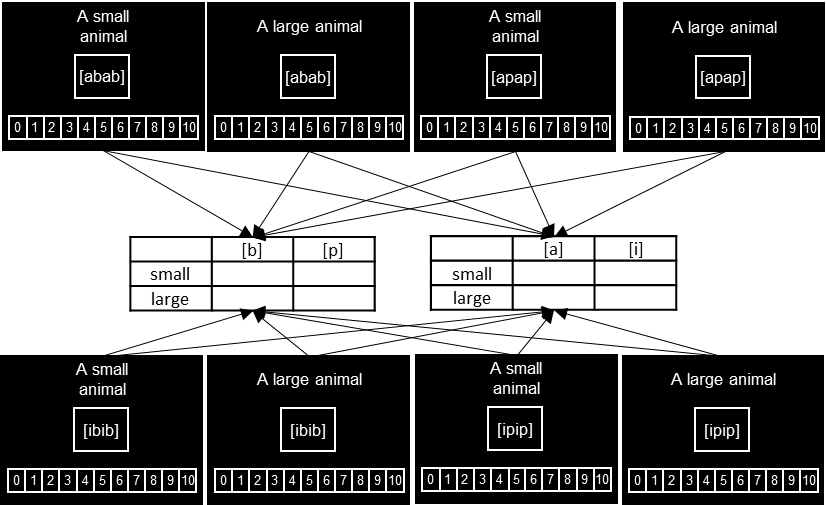 A small
animal
[abab]
0 1 2 3 4 5 6 7 8 9 10
A large animal
[abab]
0 1 2 3 4 5 6 7 8 9 10
A small
animal
[apap]
0 1 2 3 4 5 6 7 8 9 10
A large animal
[apap]
0 1 2 3 4 5 6 7 8 9 10
[b] [p]
small
large
[a] [i]
small
large
A small
animal
[ibib]
0 1 2 3 4 5 6 7 8 9 10
A large animal
[ibib]
0 1 2 3 4 5 6 7 8 9 10
A small
animal
[ipip]
0 1 2 3 4 5 6 7 8 9 10
A large animal
[ipip]
0 1 2 3 4 5 6 7 8 9 10